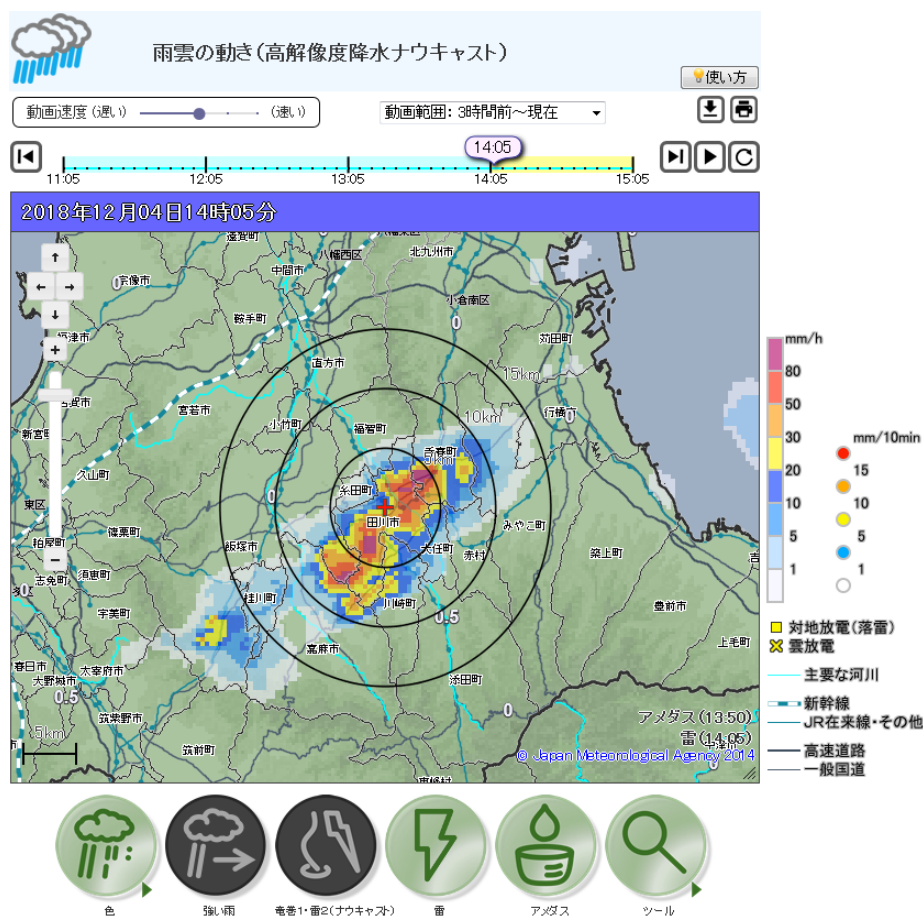 雨雲の動き(高解像度降水ナウキャスト)
使い方
動画速度 (遅い)
(速い)
動画範囲: 3時間前～現在
14:05
11:05
12:05
13:05
14:05
15:05
2018年12月04日14時05分
遠賀町
八幡西区
北九州市
中間市
宗像市
0
小倉南区
鞍手町
0
福津市
苅田町
直方市
15km
古賀市
宮若市
小竹町
10km
行橋市
0
新宮町
福智町
香春町
5km
久山町
糸田町
東区
0
田川市
みやこ町
篠栗町
粕屋町
飯塚市
大任町
赤村
築上町
志免町
須恵町
0
桂川町
川崎町
豊前市
宇美町
0.5
嘉麻市
上毛町
春日市
太宰府市
大野城市
0.5
添田町
筑紫野市
0
アメダス(13:50)
5km
筑前町
雷(14:05)
© Japan Meteorological Agency 2014
mm/h
80
50
30
20
10
5
1
mm/10min
15
10
5
1
対地放電(落雷)
雲放電
主要な河川
新幹線
JR在来線・その他
高速道路
一般国道
色
強い雨
竜巻1・雷2(ナウキャスト)
雷
アメダス
ツール